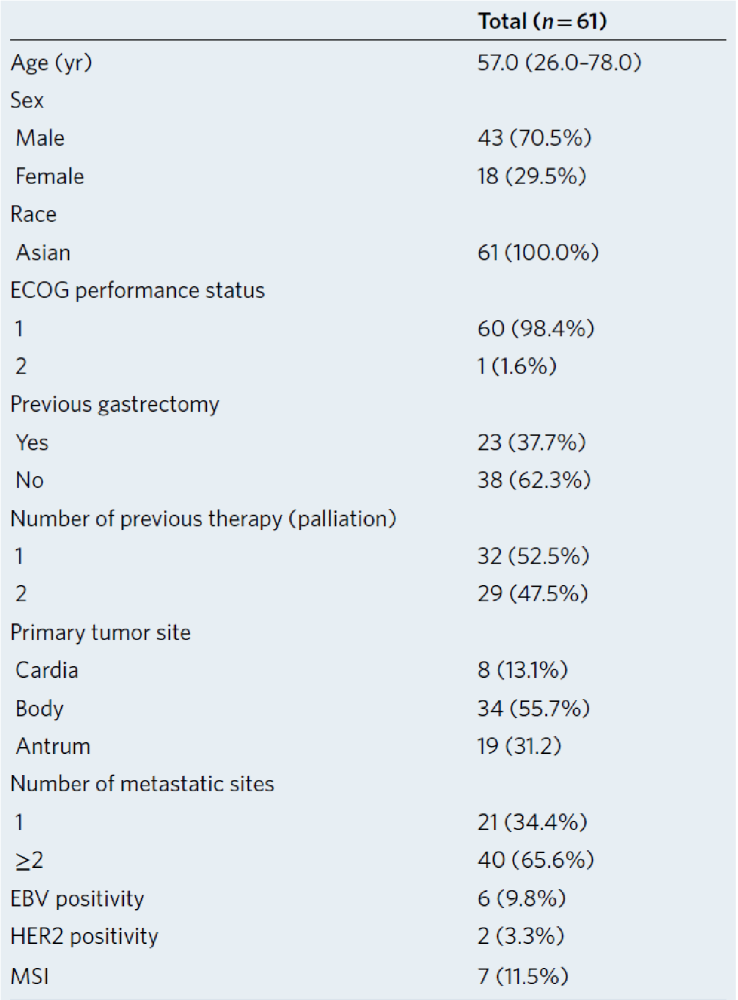 Total (n=61)
Age (yr) 57.0 (26.0–78.0)
Sex
Male 43 (70.5%)
Female 18 (29.5%)
Race
Asian 61 (100.0%)
ECOG performance status
1 60 (98.4%)
2 1 (1.6%)
Previous gastrectomy
Yes 23 (37.7%)
No 38 (62.3%)
Number of previous therapy (palliation)
1 32 (52.5%)
2 29 (47.5%)
Primary tumor site
Cardia 8 (13.1%)
Body 34 (55.7%)
Antrum 19 (31.2)
Number of metastatic sites
1 21 (34.4%)
≥2 40 (65.6%)
EBV positivity 6 (9.8%)
HER2 positivity 2 (3.3%)
MSI 7 (11.5%)